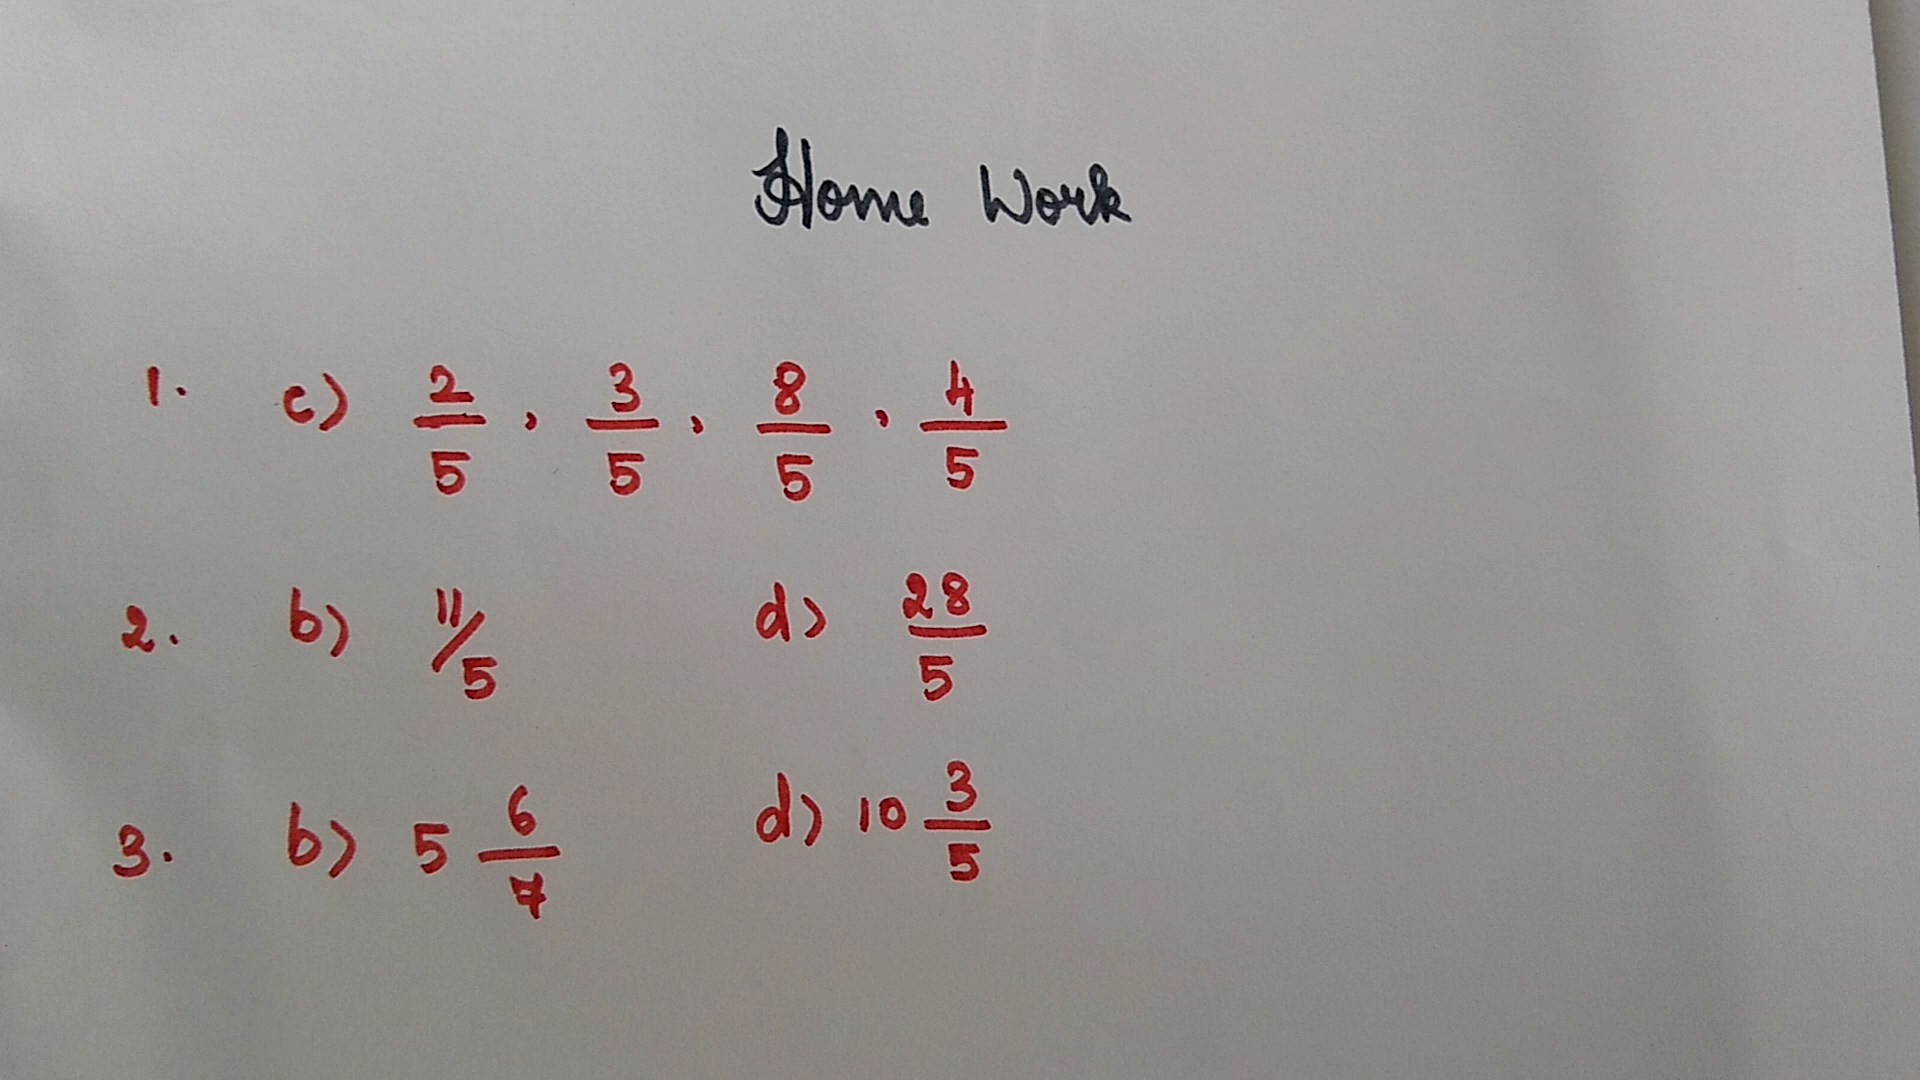 Home Work
1. c) 2/5 , 3/5 , 8/5 , 4/5
2. b) 11/5 d) 28/5
3. b) 5 6/7 d) 10 3/5